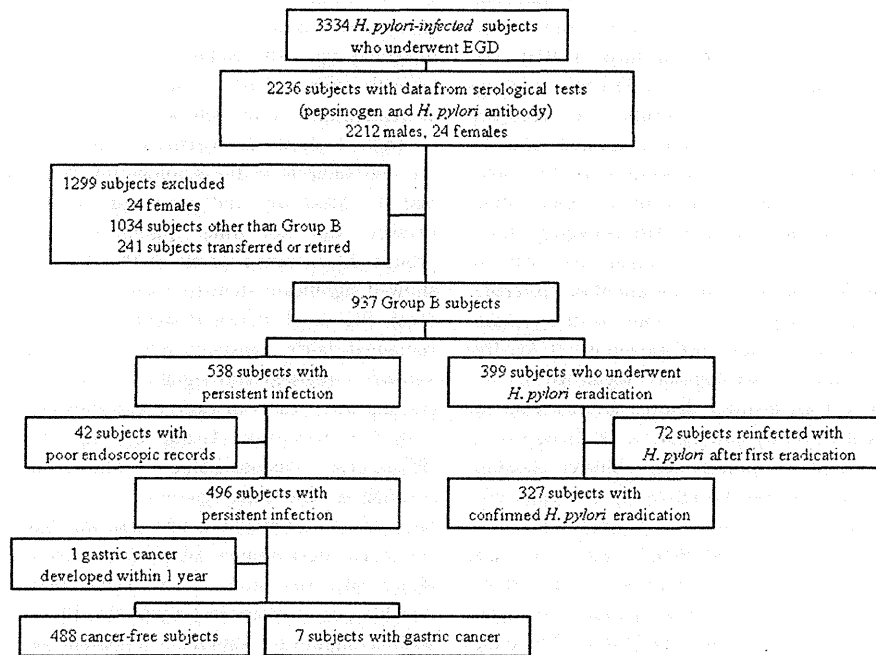 3334 H. pylori-infected subjects
who underwent EGD
2236 subjects with data from serological tests
(pepsinogen and H. pylori antibody)
2212 males, 24 females
1299 subjects excluded
24 females
1034 subjects other than Group B
241 subjects transferred or retired
937 Group B subjects
538 subjects with
persistent infection
399 subjects who underwent
H. pylori eradication
42 subjects with
poor endoscopic records
72 subjects reinfected with
H. pylori after first eradication
496 subjects with
persistent infection
327 subjects with
confirmed H. pylori eradication
1 gastric cancer
developed within 1 year
488 cancer-free subjects
7 subjects with gastric cancer